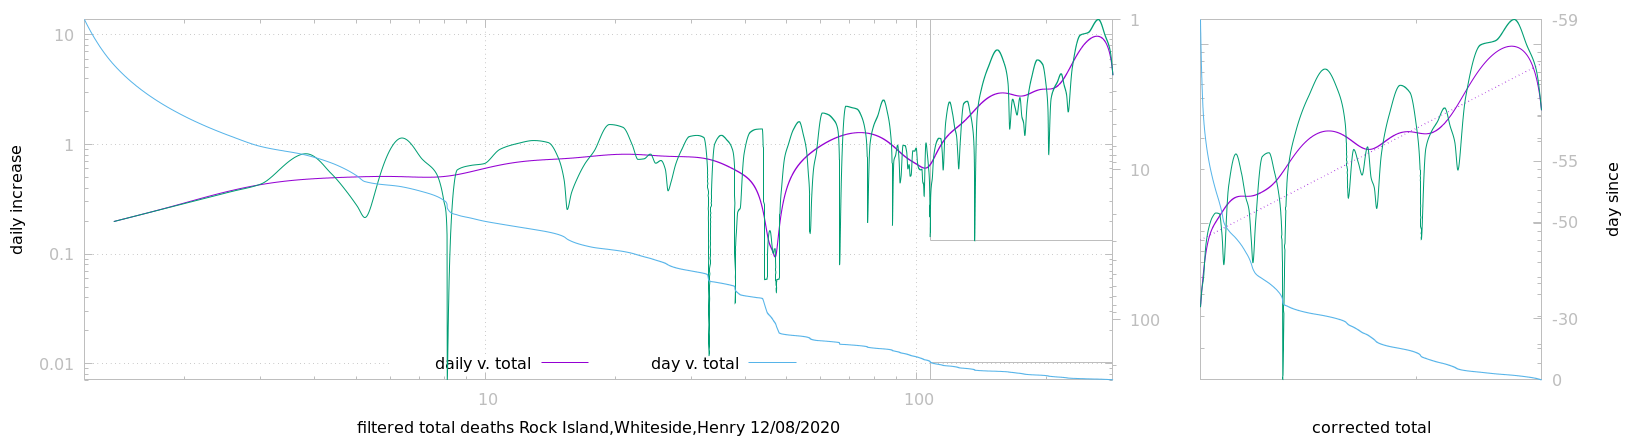 10
1
0.1
0.01
daily increase
daily v. total
day v. total
10
100
filtered total deaths Rock Island,Whiteside,Henry 12/08/2020
1
10
100
-59
-55
-50
-30
0
day since
corrected total